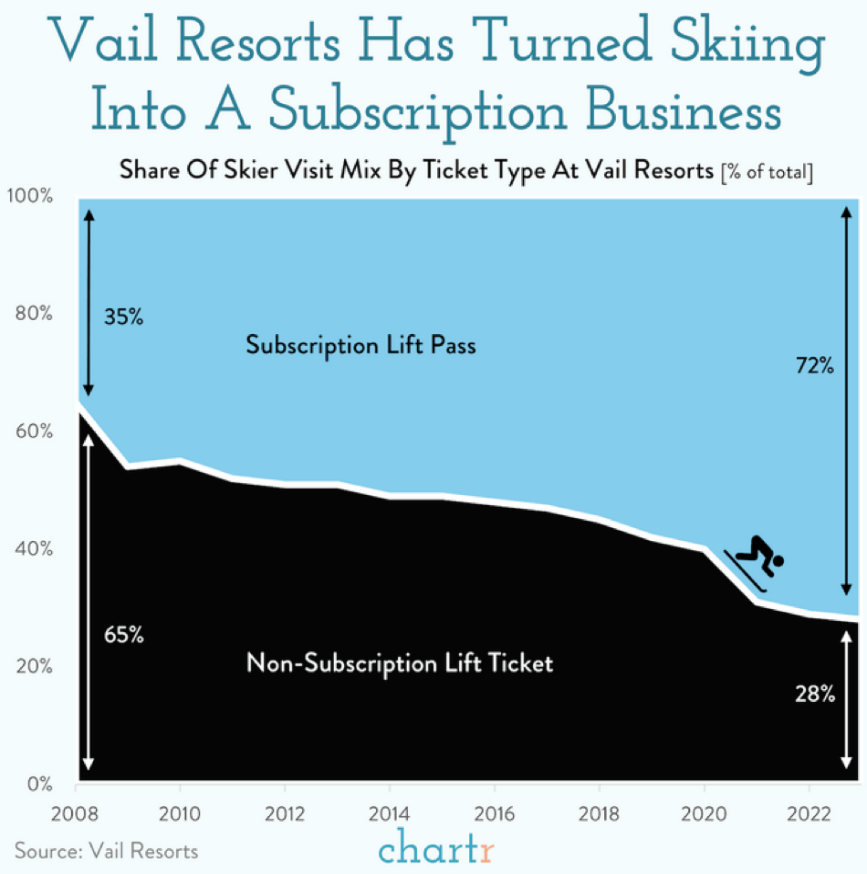 Vail Resorts Has Turned Skiing
Into A Subscription Business
Share Of Skier Visit Mix By Ticket Type At Vail Resorts [% of total]
100%
80%
60%
40%
20%
0%
35%
Subscription Lift Pass
72%
65%
Non-Subscription Lift Ticket
28%
2008 2010 2012 2014 2016 2018 2020 2022
Source: Vail Resorts
chartr